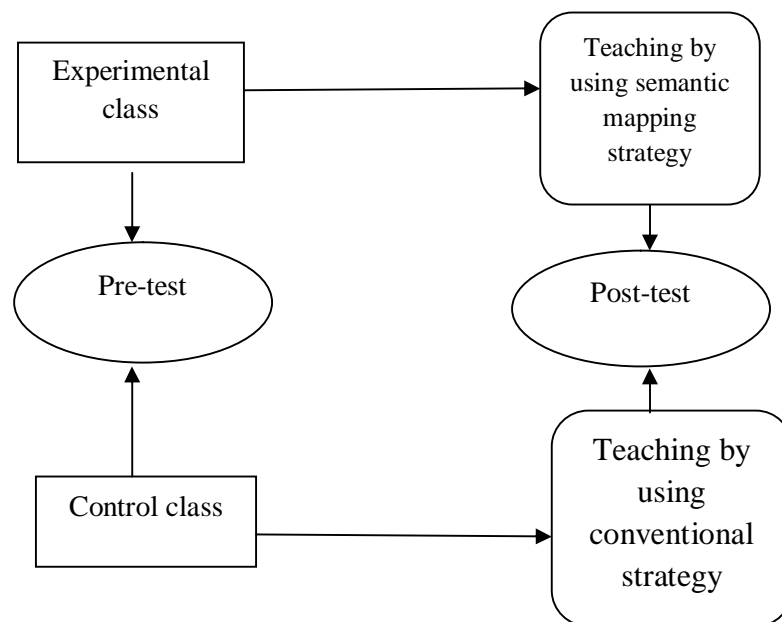 Experimental
class
Teaching by
using semantic
mapping
strategy
Pre-test
Post-test
Control class
Teaching by
using
conventional
strategy